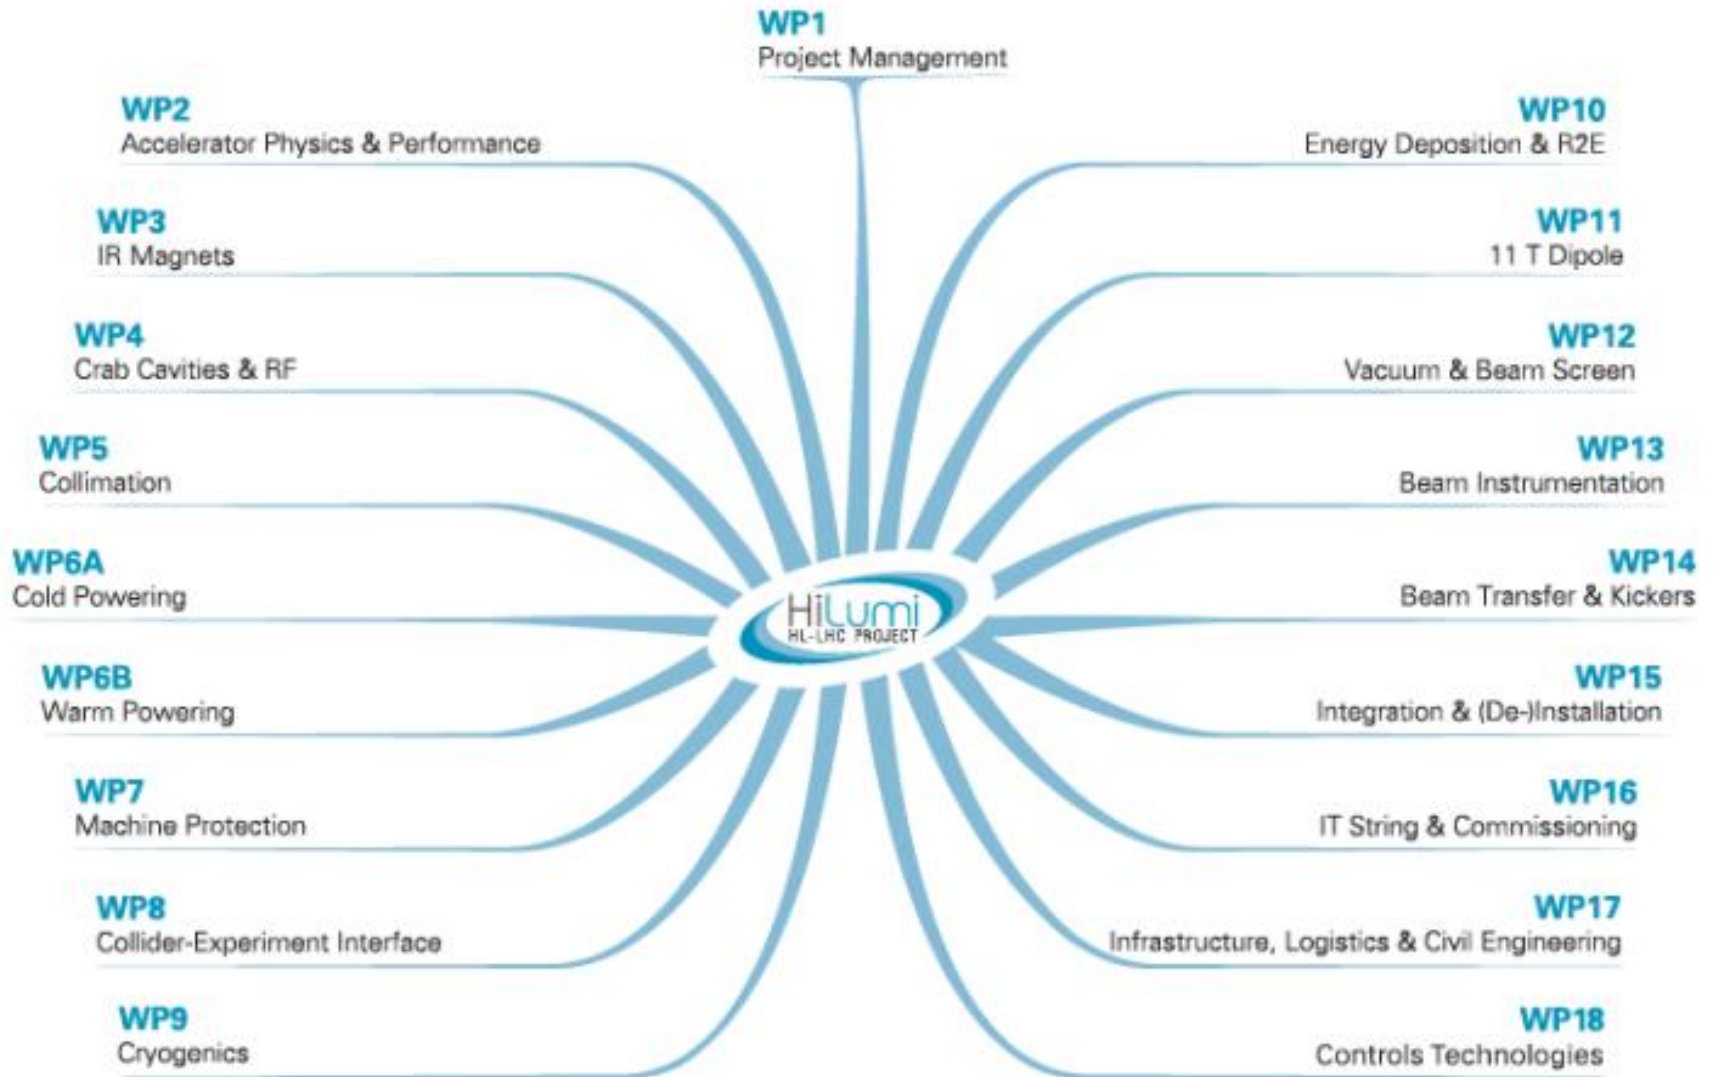 WP1
Project Management
WP2
Accelerator Physics & Performance
WP3
IR Magnets
WP4
Crab Cavities & RF
WP5
Collimation
WP6A
Cold Powering
WP6B
Warm Powering
WP7
Machine Protection
WP8
Collider-Experiment Interface
WP9
Cryogenics
HiLumi
HL-LHC PROJECT
WP10
Energy Deposition & R2E
WP11
11 T Dipole
WP12
Vacuum & Beam Screen
WP13
Beam Instrumentation
WP14
Beam Transfer & Kickers
WP15
Integration & (De-)Installation
WP16
IT String & Commissioning
WP17
Infrastructure, Logistics & Civil Engineering
WP18
Controls Technologies